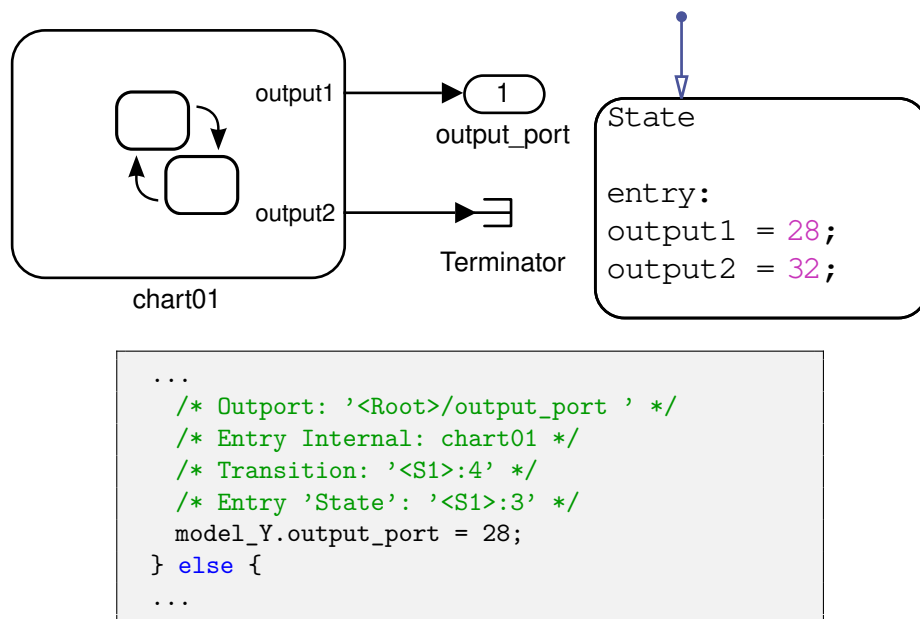 output1
1
output_port
output2
Terminator
chart01
State
entry:
output1 = 28;
output2 = 32;
...
/* Outport: '<Root>/output_port ' */
/* Entry Internal: chart01 */
/* Transition: '<S1>:4' */
/* Entry ’State’: '<S1>:3' */
model_Y.output_port = 28;
} else {
...